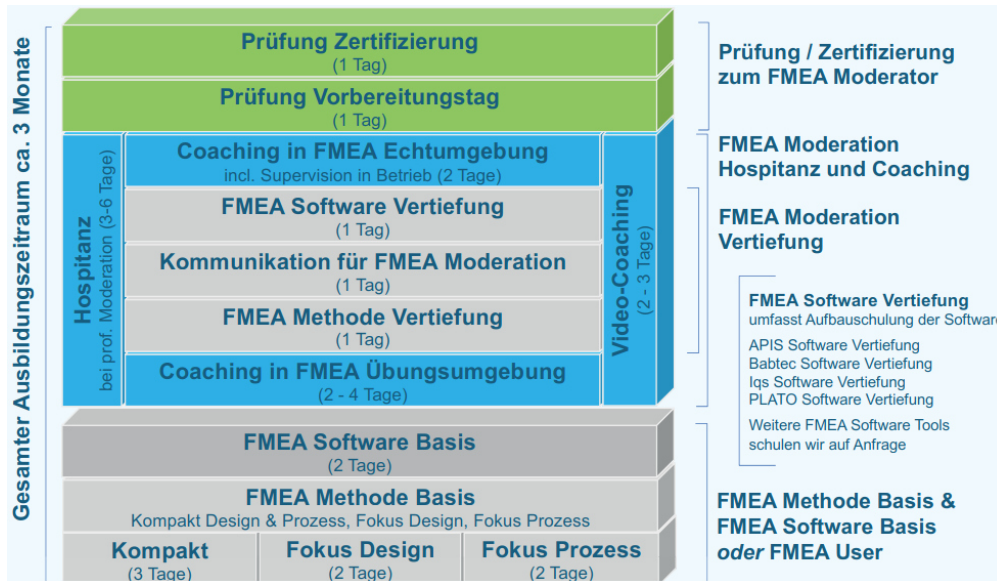 Gesamter Ausbildungszeitraum ca. 3 Monate
Prüfung Zertifizierung
(1 Tag)
Prüfung Vorbereitungstag
(1 Tag)
Hospitanz
bei prof. Moderation (3-6 Tage)
Coaching in FMEA Echtumgebung
incl. Supervision in Betrieb (2 Tage)
FMEA Software Vertiefung
(1 Tag)
Kommunikation für FMEA Moderation
(1 Tag)
FMEA Methode Vertiefung
(1 Tag)
Coaching in FMEA Übungsumgebung
(2 - 4 Tage)
Video-Coaching
(2 - 3 Tage)
FMEA Software Basis
(2 Tage)
FMEA Methode Basis
Kompakt Design & Prozess, Fokus Design, Fokus Prozess
Kompakt
(3 Tage)
Fokus Design
(2 Tage)
Fokus Prozess
(2 Tage)
Prüfung / Zertifizierung
zum FMEA Moderator
FMEA Moderation
Hospitanz und Coaching
FMEA Moderation
Vertiefung
FMEA Software Vertiefung
umfasst Aufbauschulung der Software
APIS Software Vertiefung
Babtec Software Vertiefung
Iqs Software Vertiefung
PLATO Software Vertiefung
Weitere FMEA Software Tools
schulen wir auf Anfrage
FMEA Methode Basis &
FMEA Software Basis
oder FMEA User